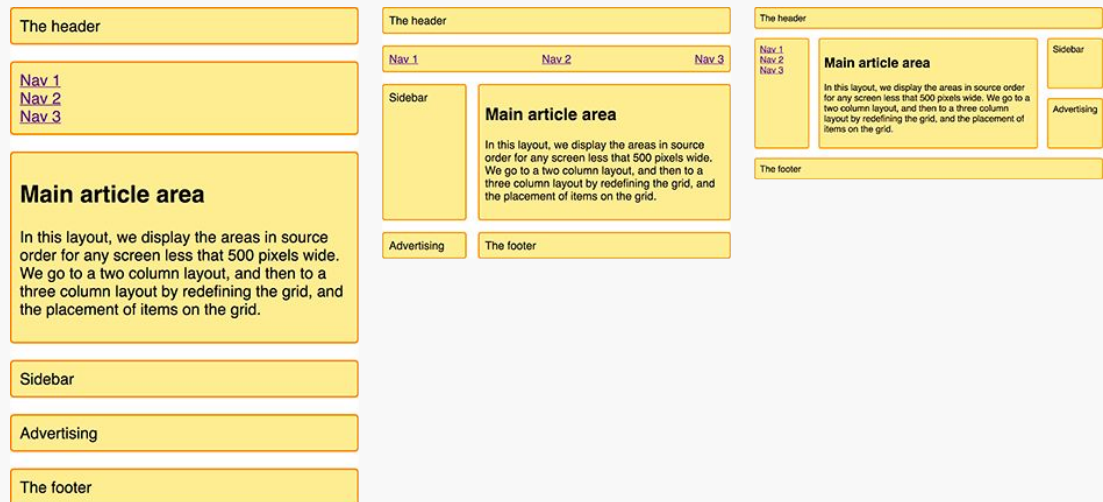 The header
Nav 1
Nav 2
Nav 3
Main article area
In this layout, we display the areas in source
order for any screen less that 500 pixels wide.
We go to a two column layout, and then to a
three column layout by redefining the grid, and
the placement of items on the grid.
Sidebar
Advertising
The footer
The header
Nav 1 Nav 2 Nav 3
Sidebar
Main article area
In this layout, we display the areas in source
order for any screen less that 500 pixels wide.
We go to a two column layout, and then to a
three column layout by redefining the grid, and
the placement of items on the grid.
Advertising
The footer
The header
Nav 1
Nav 2
Nav 3
Main article area
In this layout, we display the areas in source order
for any screen less that 500 pixels wide. We go to a
two column layout, and then to a three column
layout by redefining the grid, and the placement of
items on the grid.
Sidebar
Advertising
The footer